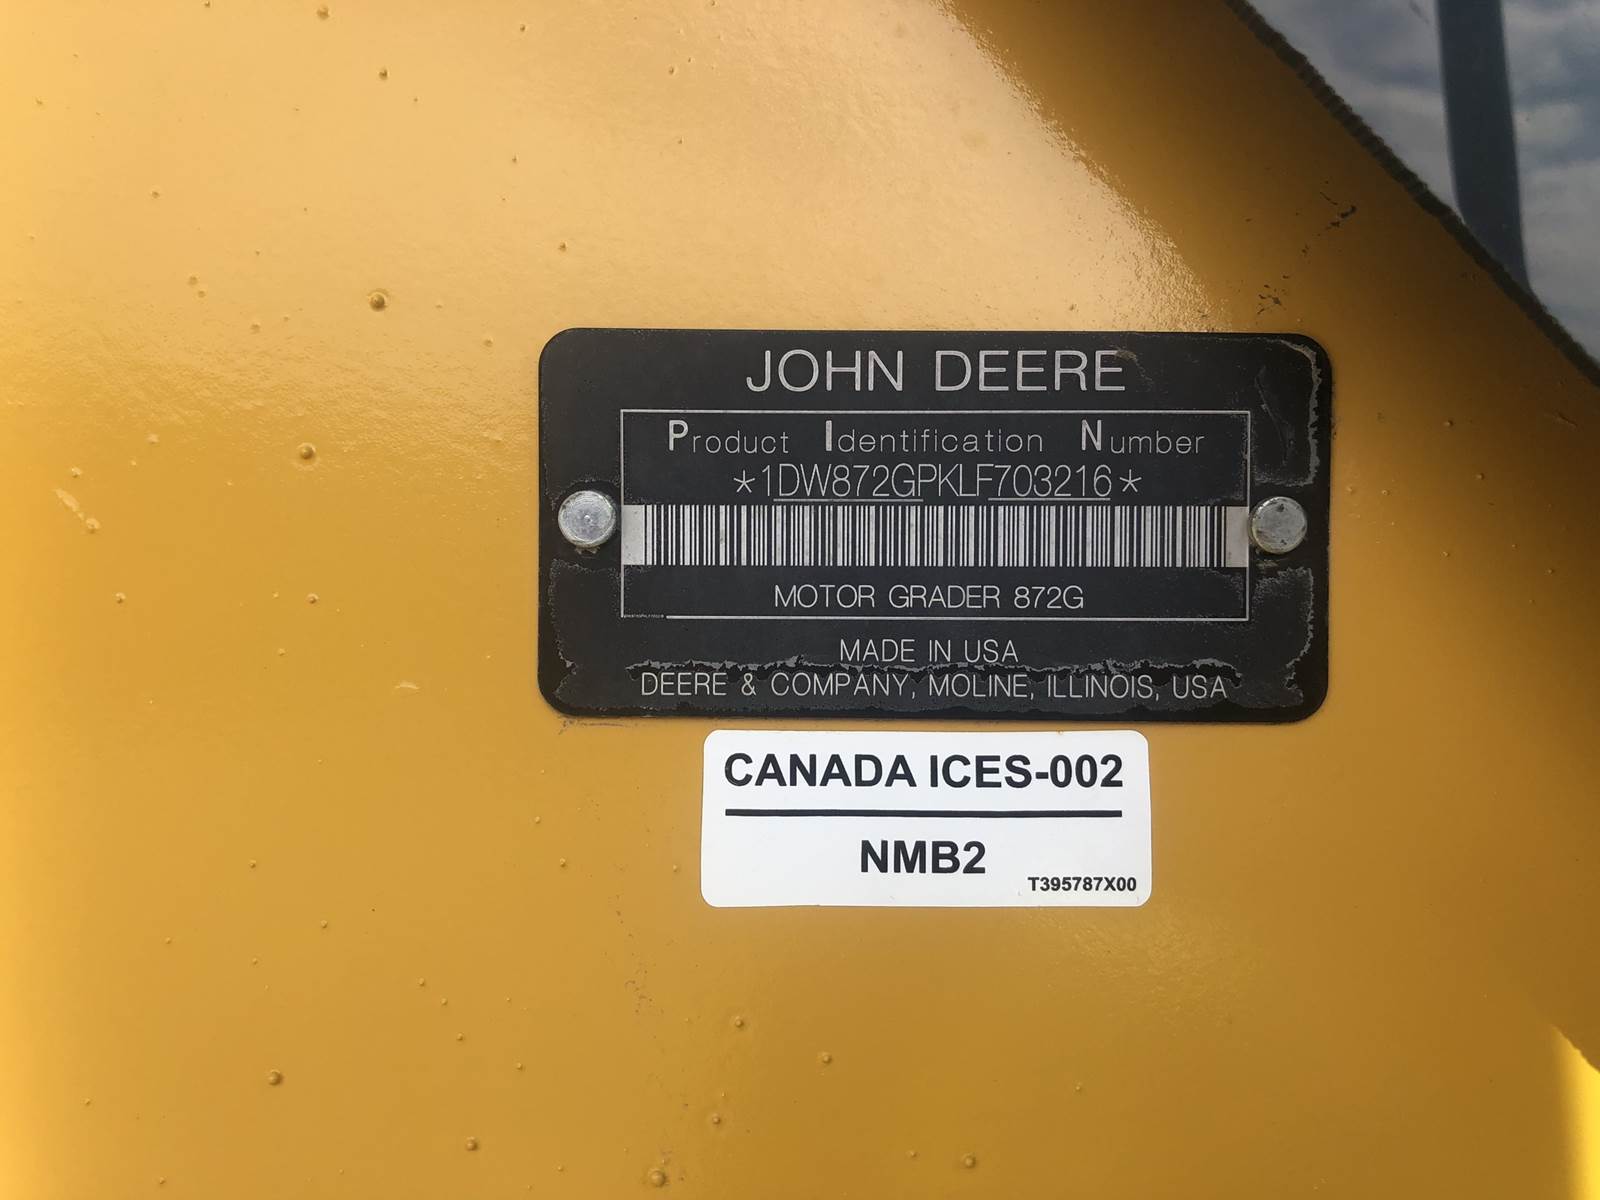 JOHN DEERE
Product Identification Number
*1DW872GPKLF703216*
MOTOR GRADER 872G
MADE IN USA
DEERE & COMPANY, MOLINE, ILLINOIS, USA
CANADA ICES-002
NMB2
T395787X00